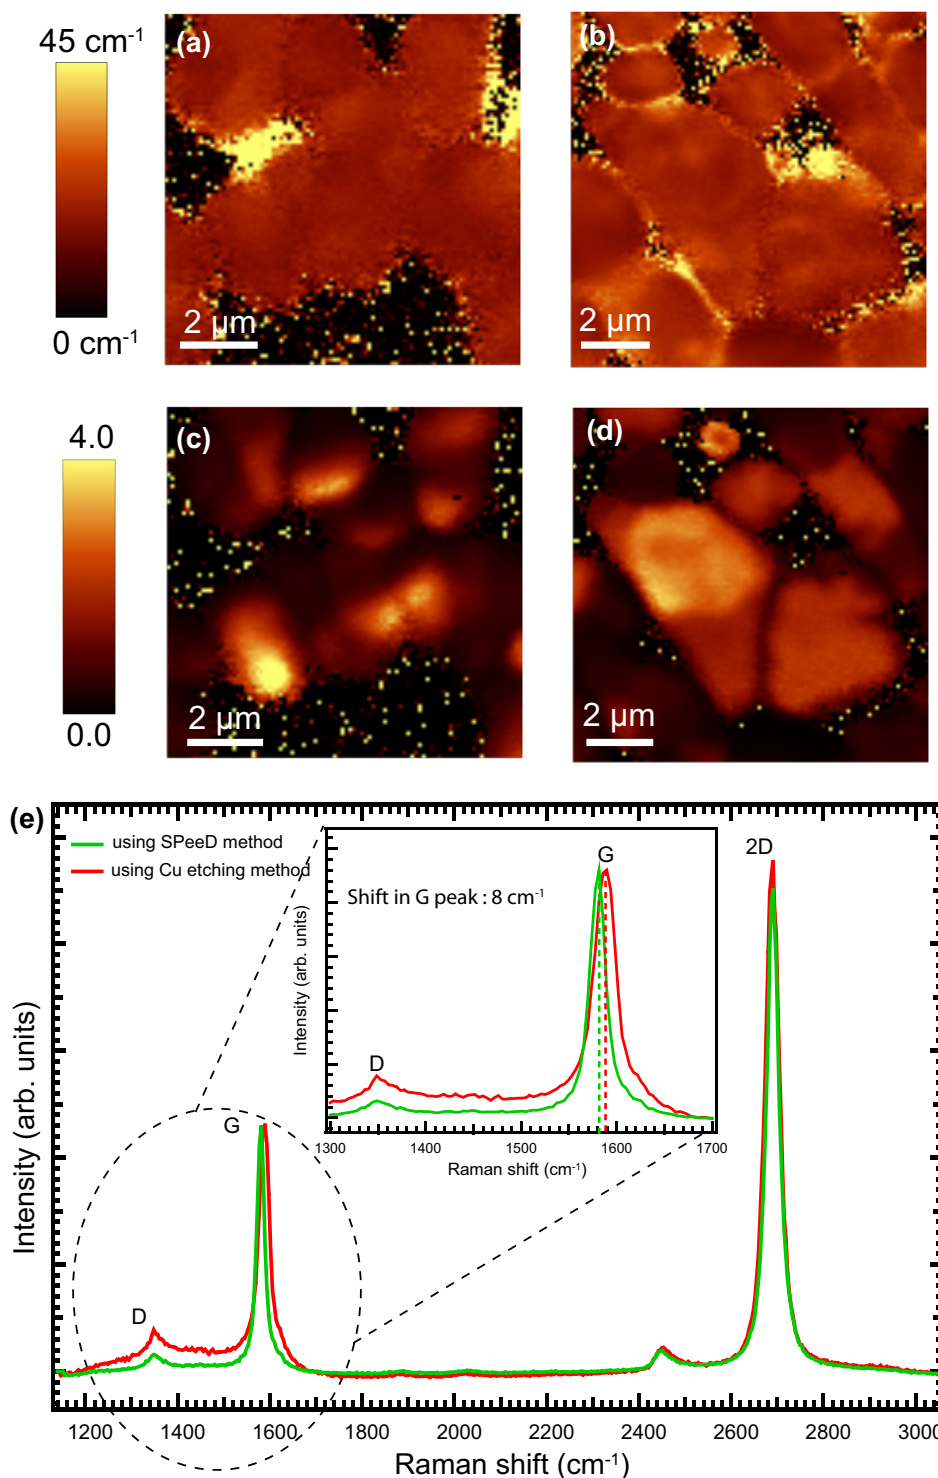 45 cm-1
0 cm-1
(a)
2 µm
(b)
2 µm
4.0
0.0
(c)
2 µm
(d)
2 µm
(e)
using SPeeD method
using Cu etching method
Shift in G peak : 8 cm-1
G
D
Intensity (arb. units)
1300 1400 1500 1600 1700
Raman shift (cm-1)
2D
G
D
Intensity (arb. units)
1200 1400 1600 1800 2000 2200 2400 2600 2800 3000
Raman shift (cm-1)